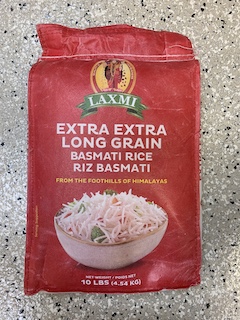 LAXMI
EXTRA EXTRA
LONG GRAIN
BASMATI RICE
RIZ BASMATI
FROM THE FOOTHILLS OF HIMALAYAS
NET WEIGHT / POIDS NET
10 LBS (4.54 KG)